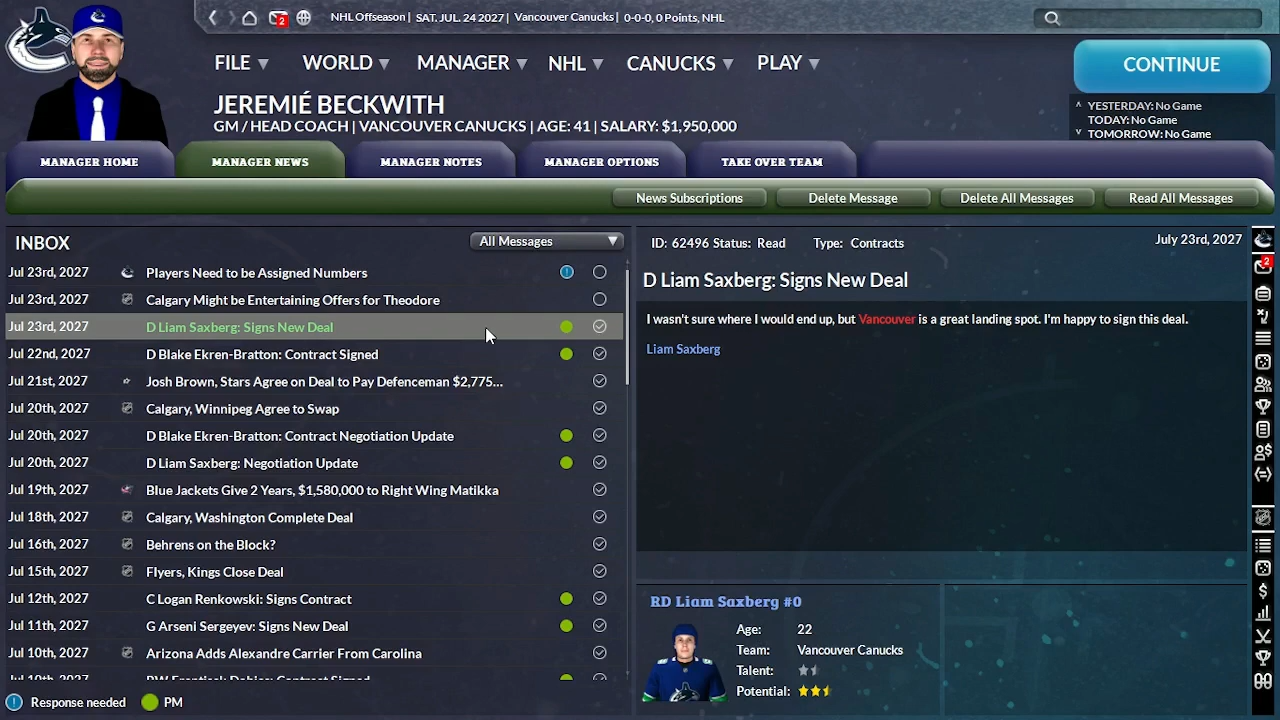 NHL Offseason | SAT. JUL. 24 2027 | Vancouver Canucks | 0-0-0, 0 Points, NHL
2
FILE WORLD MANAGER NHL CANUCKS PLAY
CONTINUE
JEREMIÉ BECKWITH
GM / HEAD COACH | VANCOUVER CANUCKS | AGE: 41 | SALARY: $1,950,000
YESTERDAY: No Game
TODAY: No Game
TOMORROW: No Game
MANAGER HOME MANAGER NEWS MANAGER NOTES MANAGER OPTIONS TAKE OVER TEAM
News Subscriptions Delete Message Delete All Messages Read All Messages
INBOX All Messages
Jul 23rd, 2027 Players Need to be Assigned Numbers
Jul 23rd, 2027 Calgary Might be Entertaining Offers for Theodore
Jul 23rd, 2027 D Liam Saxberg: Signs New Deal
Jul 22nd, 2027 D Blake Ekren-Bratton: Contract Signed
Jul 21st, 2027 Josh Brown, Stars Agree on Deal to Pay Defenceman $2,775...
Jul 20th, 2027 Calgary, Winnipeg Agree to Swap
Jul 20th, 2027 D Blake Ekren-Bratton: Contract Negotiation Update
Jul 20th, 2027 D Liam Saxberg: Negotiation Update
Jul 19th, 2027 Blue Jackets Give 2 Years, $1,580,000 to Right Wing Matikka
Jul 18th, 2027 Calgary, Washington Complete Deal
Jul 16th, 2027 Behrens on the Block?
Jul 15th, 2027 Flyers, Kings Close Deal
Jul 12th, 2027 C Logan Renkowski: Signs Contract
Jul 11th, 2027 G Arseni Sergeyev: Signs New Deal
Jul 10th, 2027 Arizona Adds Alexandre Carrier From Carolina
Response needed PM
ID: 62496 Status: Read Type: Contracts July 23rd, 2027
D Liam Saxberg: Signs New Deal
I wasn't sure where I would end up, but Vancouver is a great landing spot. I'm happy to sign this deal.
Liam Saxberg
RD Liam Saxberg #0
Age: 22
Team: Vancouver Canucks
Talent:
Potential:
2